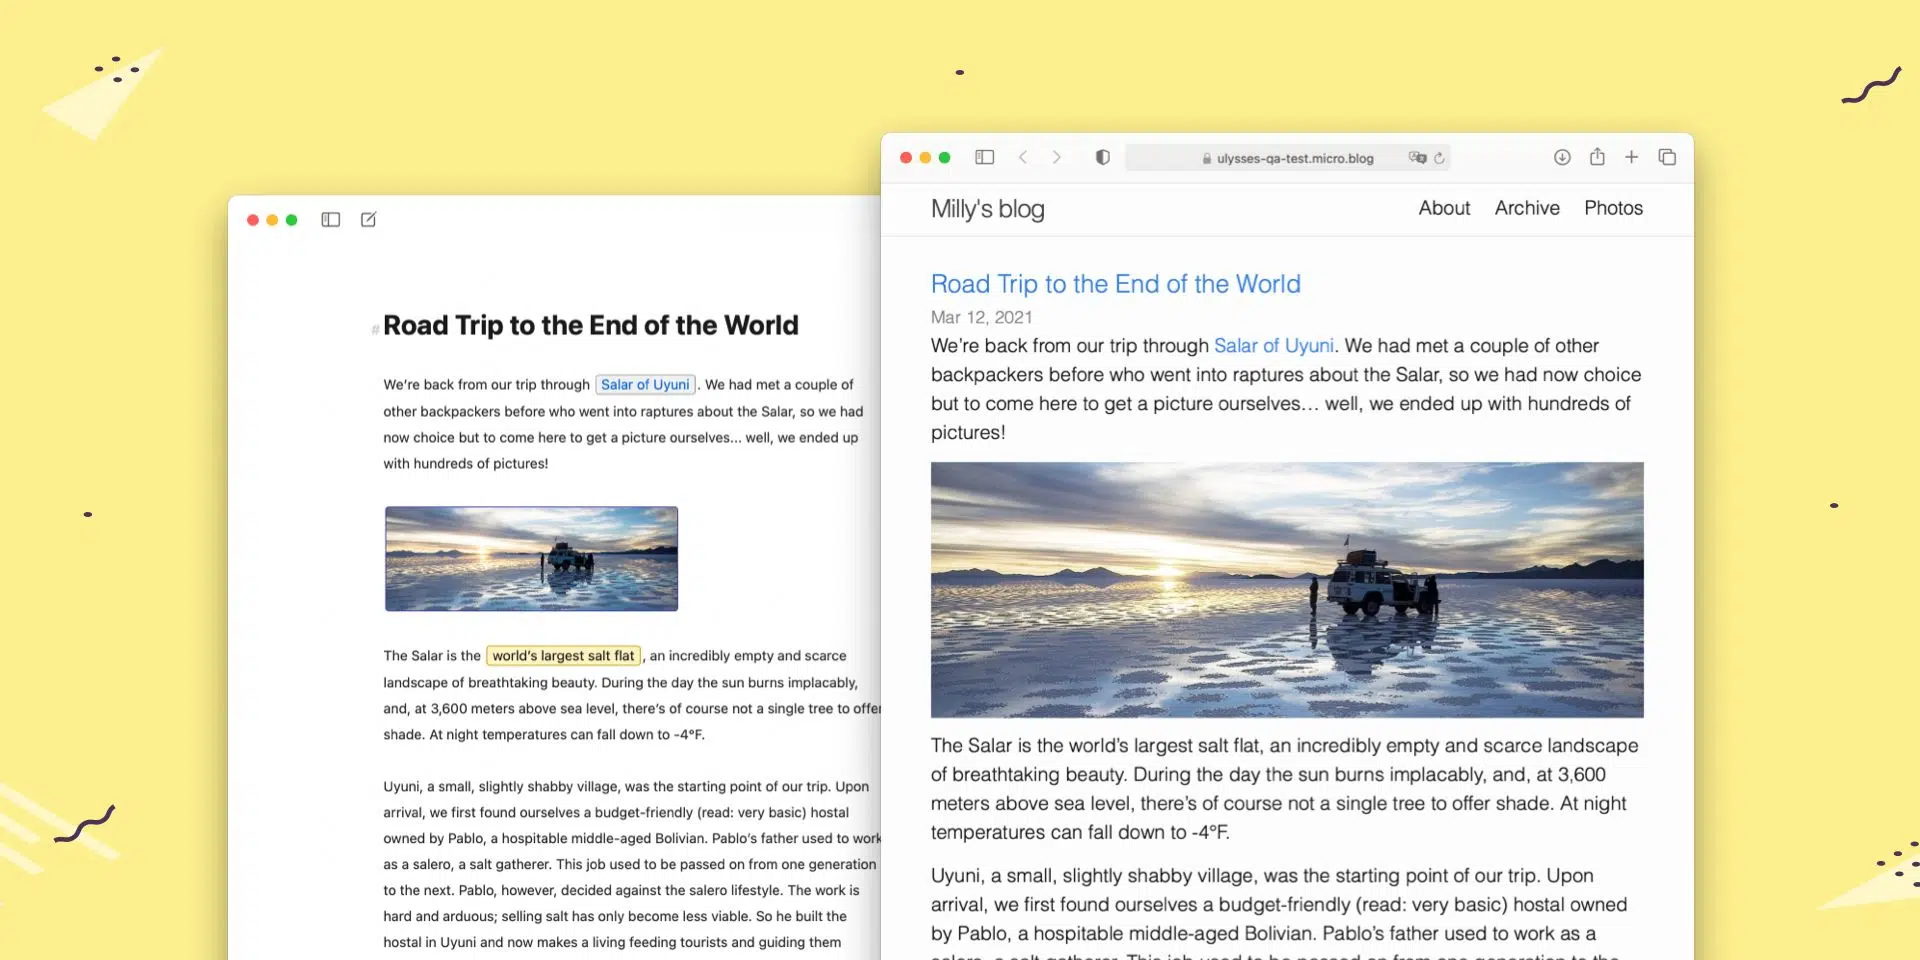 # Road Trip to the End of the World
We're back from our trip through Salar of Uyuni. We had met a couple of
other backpackers before who went into raptures about the Salar, so we had
now choice but to come here to get a picture ourselves... well, we ended up
with hundreds of pictures!
The Salar is the world's largest salt flat, an incredibly empty and scarce
landscape of breathtaking beauty. During the day the sun burns implacably,
and, at 3,600 meters above sea level, there's of course not a single tree to offer
shade. At night temperatures can fall down to -4°F.
Uyuni, a small, slightly shabby village, was the starting point of our trip. Upon
arrival, we first found ourselves a budget-friendly (read: very basic) hostal
owned by Pablo, a hospitable middle-aged Bolivian. Pablo's father used to work
as a salero, a salt gatherer. This job used to be passed on from one generation
to the next. Pablo, however, decided against the salero lifestyle. The work is
hard and arduous; selling salt has only become less viable. So he built the
hostal in Uyuni and now makes a living feeding tourists and guiding them
ulysses-qa-test.micro.blog
Milly's blog
About Archive Photos
Road Trip to the End of the World
Mar 12, 2021
We're back from our trip through Salar of Uyuni. We had met a couple of other
backpackers before who went into raptures about the Salar, so we had now choice
but to come here to get a picture ourselves... well, we ended up with hundreds of
pictures!
The Salar is the world's largest salt flat, an incredibly empty and scarce landscape
of breathtaking beauty. During the day the sun burns implacably, and, at 3,600
meters above sea level, there's of course not a single tree to offer shade. At night
temperatures can fall down to -4°F.
Uyuni, a small, slightly shabby village, was the starting point of our trip. Upon
arrival, we first found ourselves a budget-friendly (read: very basic) hostal owned
by Pablo, a hospitable middle-aged Bolivian. Pablo's father used to work as a
salero, a salt gatherer. This job used to be passed on from one generation to the